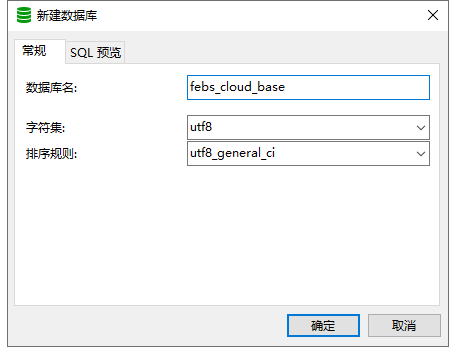 新建数据库
常规 SQL 预览
数据库名: febs_cloud_base
字符集: utf8
排序规则: utf8_general_ci
确定 取消